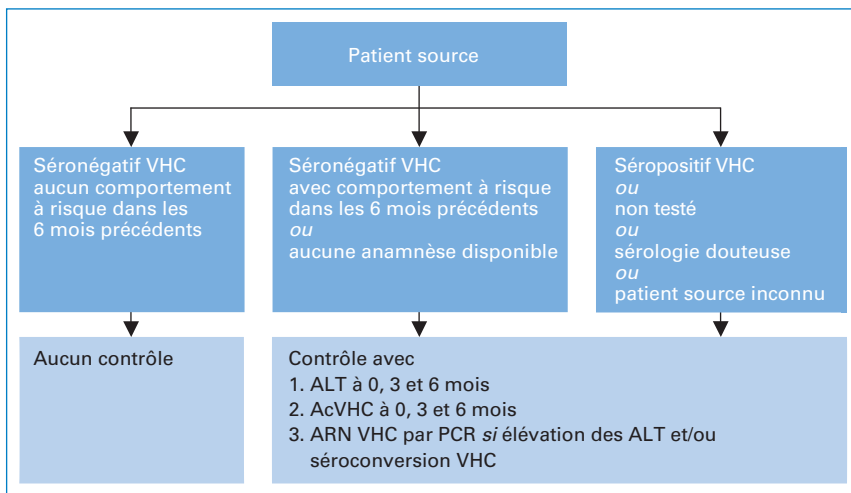 Patient source
Séronégatif VHC
aucun comportement
à risque dans les
6 mois précédents
Séronégatif VHC
avec comportement à risque
dans les 6 mois précédents
ou
aucune anamnèse disponible
Séropositif VHC
ou
non testé
ou
sérologie douteuse
ou
patient source inconnu
Aucun contrôle
Contrôle avec
1. ALT à 0, 3 et 6 mois
2. AcVHC à 0, 3 et 6 mois
3. ARN VHC par PCR si élévation des ALT et/ou
séroconversion VHC